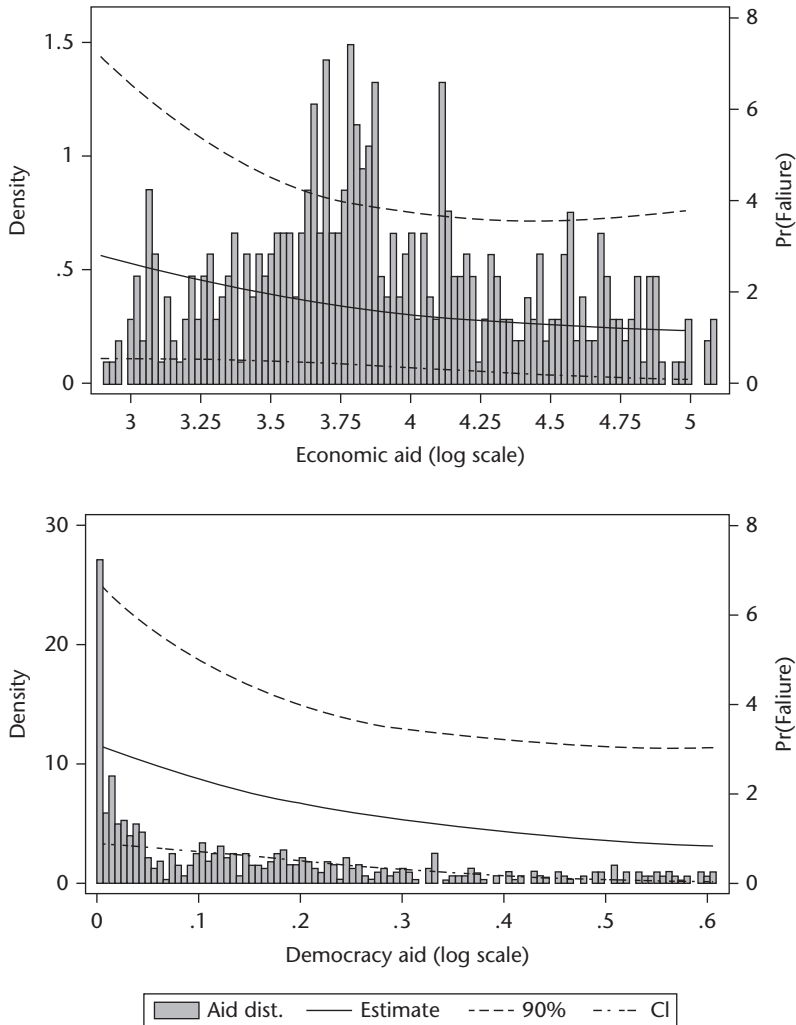 1.5
1
.5
0
Density
8
6
4
2
0
Pr(Faliure)
3 3.25 3.5 3.75 4 4.25 4.5 4.75 5
Economic aid (log scale)
30
20
10
0
Density
8
6
4
2
0
Pr(Faliure)
0 .1 .2 .3 .4 .5 .6
Democracy aid (log scale)
Aid dist. Estimate 90% CI